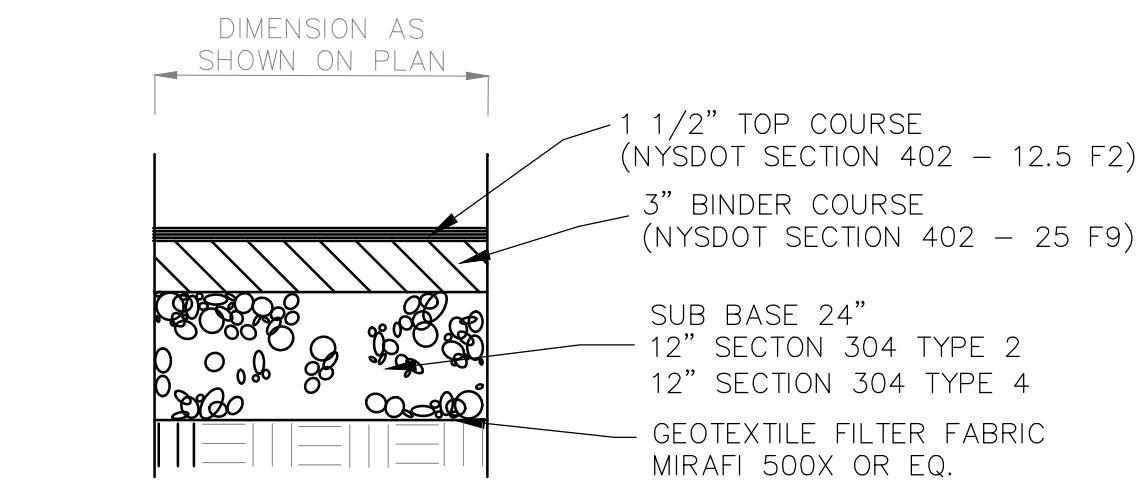 DIMENSION AS
SHOWN ON PLAN
1 1/2” TOP COURSE
(NYSDOT SECTION 402 – 12.5 F2)
3” BINDER COURSE
(NYSDOT SECTION 402 – 25 F9)
SUB BASE 24”
12” SECTON 304 TYPE 2
12” SECTION 304 TYPE 4
GEOTEXTILE FILTER FABRIC
MIRAFI 500X OR EQ.